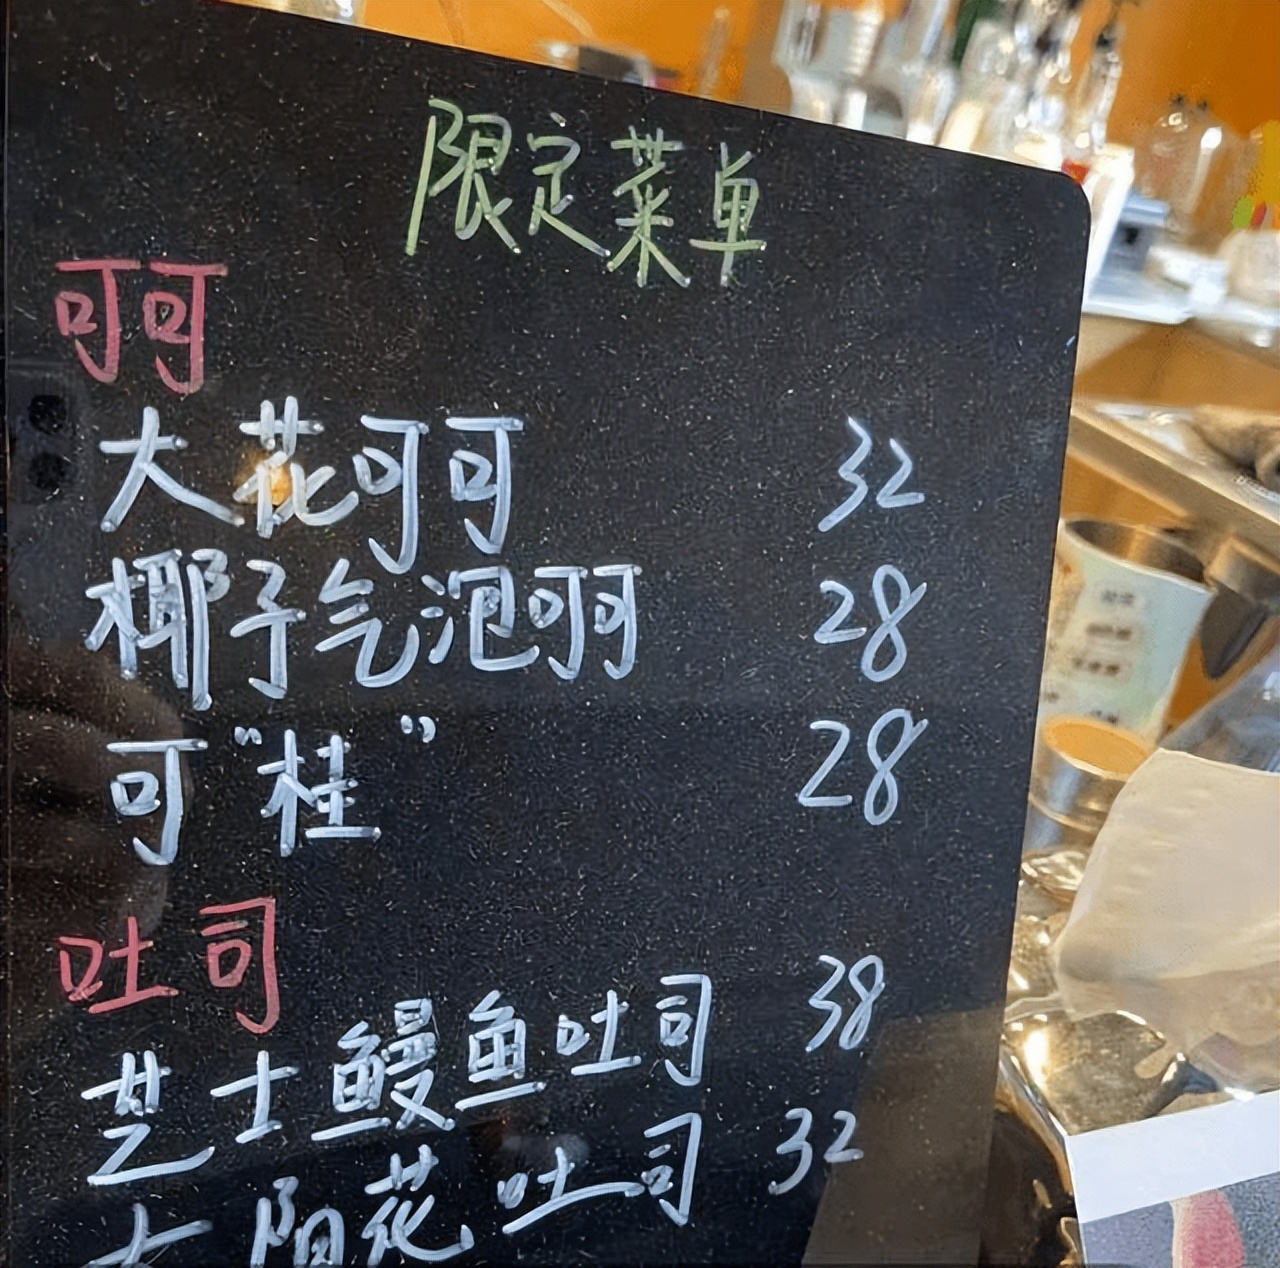 限定菜单
可可
大花可可 32
椰子气泡可可 28
可“桂” 28
吐司
芝士鳗鱼吐司 38
太阳花吐司 32